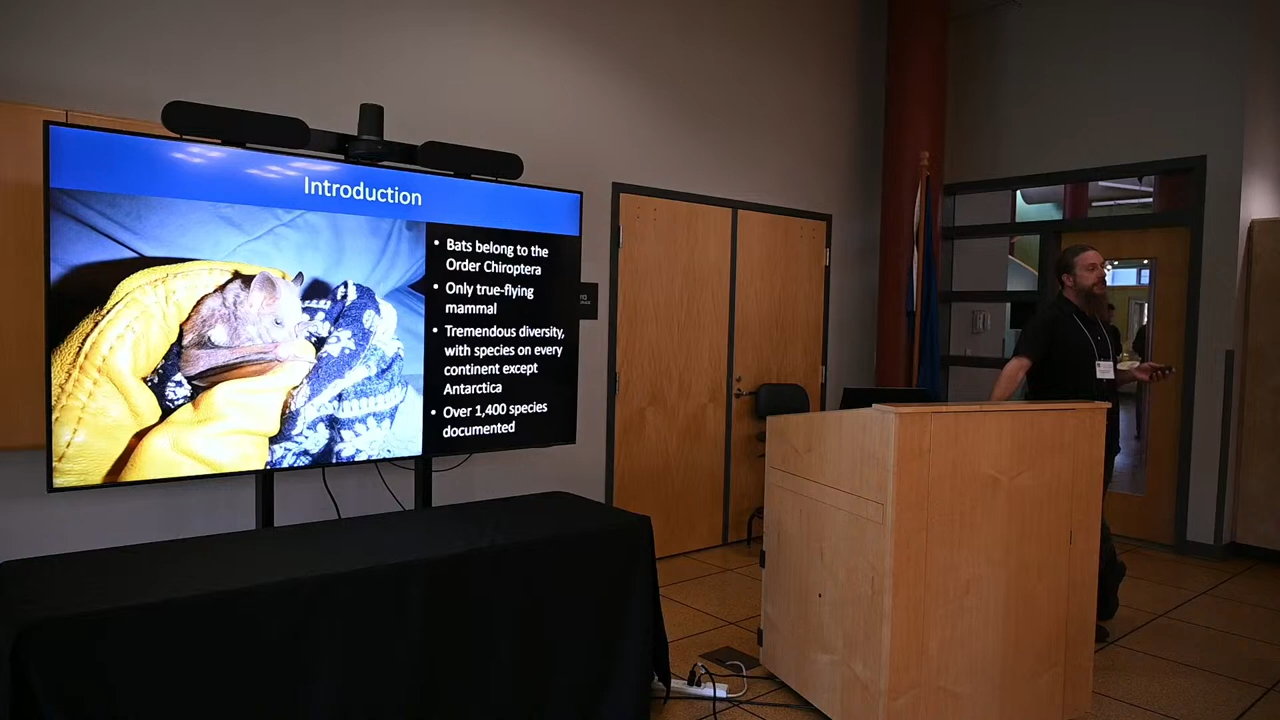 Introduction
• Bats belong to the
Order Chiroptera
• Only true-flying
mammal
• Tremendous diversity,
with species on every
continent except
Antarctica
• Over 1,400 species
documented